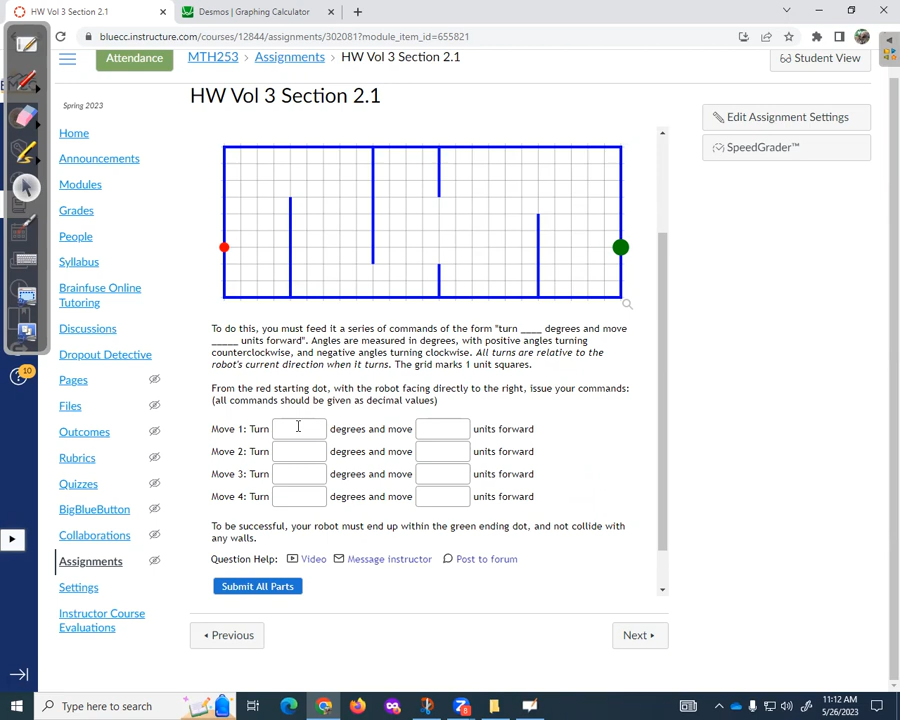 HW Vol 3 Section 2.1
Desmos | Graphing Calculator
bluecc.instructure.com/courses/12844/assignments/302081?module_item_id=655821
Attendance
MTH253 › Assignments › HW Vol 3 Section 2.1
Student View
Spring 2023
HW Vol 3 Section 2.1
Edit Assignment Settings
SpeedGrader™
Home
Announcements
Modules
Grades
People
Syllabus
Brainfuse Online
Tutoring
Discussions
Dropout Detective
10
Pages
Files
Outcomes
Rubrics
Quizzes
BigBlueButton
Collaborations
Assignments
Settings
Instructor Course
Evaluations
To do this, you must feed it a series of commands of the form "turn ____ degrees and move
_____ units forward". Angles are measured in degrees, with positive angles turning
counterclockwise, and negative angles turning clockwise. All turns are relative to the
robot's current direction when it turns. The grid marks 1 unit squares.
From the red starting dot, with the robot facing directly to the right, issue your commands:
(all commands should be given as decimal values)
Move 1: Turn degrees and move units forward
Move 2: Turn degrees and move units forward
Move 3: Turn degrees and move units forward
Move 4: Turn degrees and move units forward
To be successful, your robot must end up within the green ending dot, and not collide with
any walls.
Question Help: Video Message instructor Post to forum
Submit All Parts
Previous
Next
Type here to search
8
11:12 AM
5/26/2023